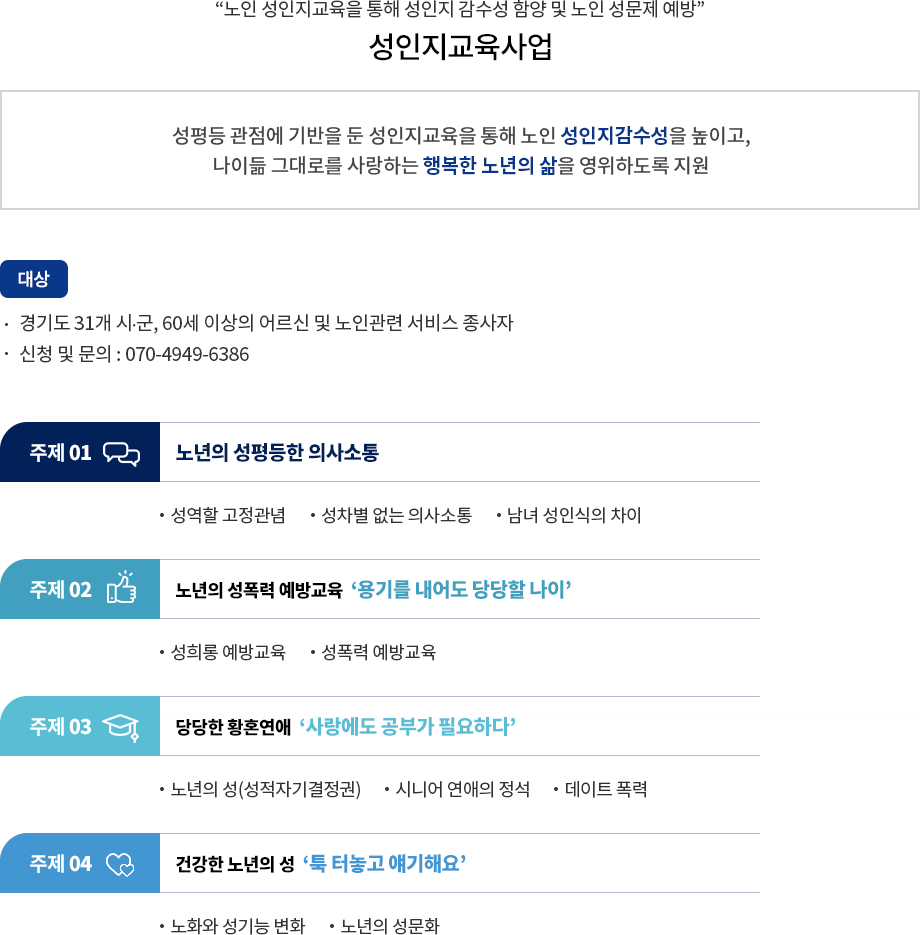 “노인 성인지교육을 통해 성인지 감수성 함양 및 노인 성문제 예방”
성인지교육사업
성평등 관점에 기반을 둔 성인지교육을 통해 노인 성인지감수성을 높이고,
나이듦 그대로를 사랑하는 행복한 노년의 삶을 영위하도록 지원
대상
· 경기도 31개 시·군, 60세 이상의 어르신 및 노인관련 서비스 종사자
· 신청 및 문의 : 070-4949-6386
주제 01 노년의 성평등한 의사소통
· 성역할 고정관념 · 성차별 없는 의사소통 · 남녀 성인식의 차이
주제 02 노년의 성폭력 예방교육 ‘용기를 내어도 당당할 나이’
· 성희롱 예방교육 · 성폭력 예방교육
주제 03 당당한 황혼연애 ‘사랑에도 공부가 필요하다’
· 노년의 성(성적자기결정권) · 시니어 연애의 정석 · 데이트 폭력
주제 04 건강한 노년의 성 ‘툭 터놓고 얘기해요’
· 노화와 성기능 변화 · 노년의 성문화